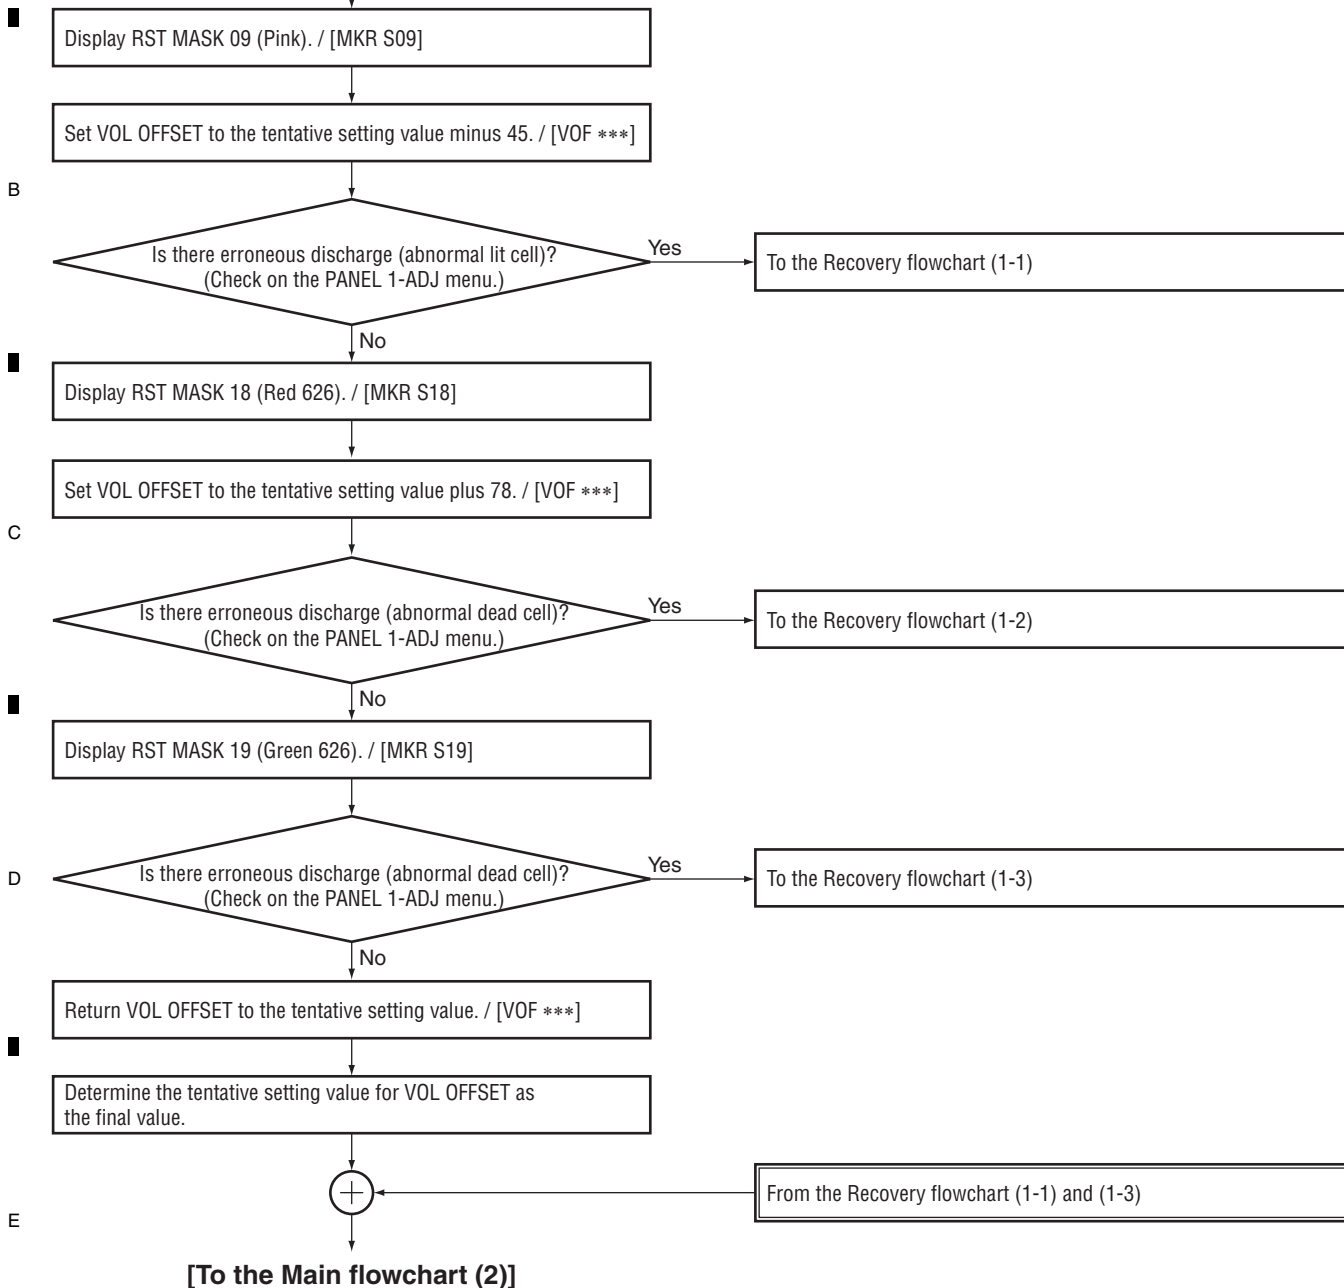 Display RST MASK 09 (Pink). / [MKR S09]
Set VOL OFFSET to the tentative setting value minus 45. / [VOF ***]
B
Is there erroneous discharge (abnormal lit cell)?
(Check on the PANEL 1-ADJ menu.)
Yes
To the Recovery flowchart (1-1)
No
Display RST MASK 18 (Red 626). / [MKR S18]
Set VOL OFFSET to the tentative setting value plus 78. / [VOF ***]
C
Is there erroneous discharge (abnormal dead cell)?
(Check on the PANEL 1-ADJ menu.)
Yes
To the Recovery flowchart (1-2)
No
Display RST MASK 19 (Green 626). / [MKR S19]
D
Is there erroneous discharge (abnormal dead cell)?
(Check on the PANEL 1-ADJ menu.)
Yes
To the Recovery flowchart (1-3)
No
Return VOL OFFSET to the tentative setting value. / [VOF ***]
Determine the tentative setting value for VOL OFFSET as
the final value.
From the Recovery flowchart (1-1) and (1-3)
E
[To the Main flowchart (2)]